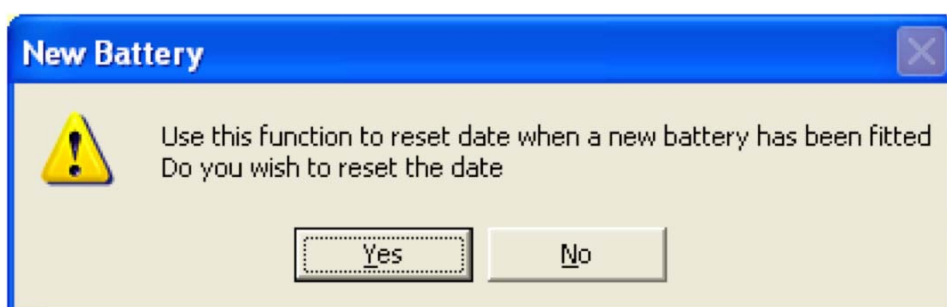 New Battery
Use this function to reset date when a new battery has been fitted
Do you wish to reset the date
Yes
No